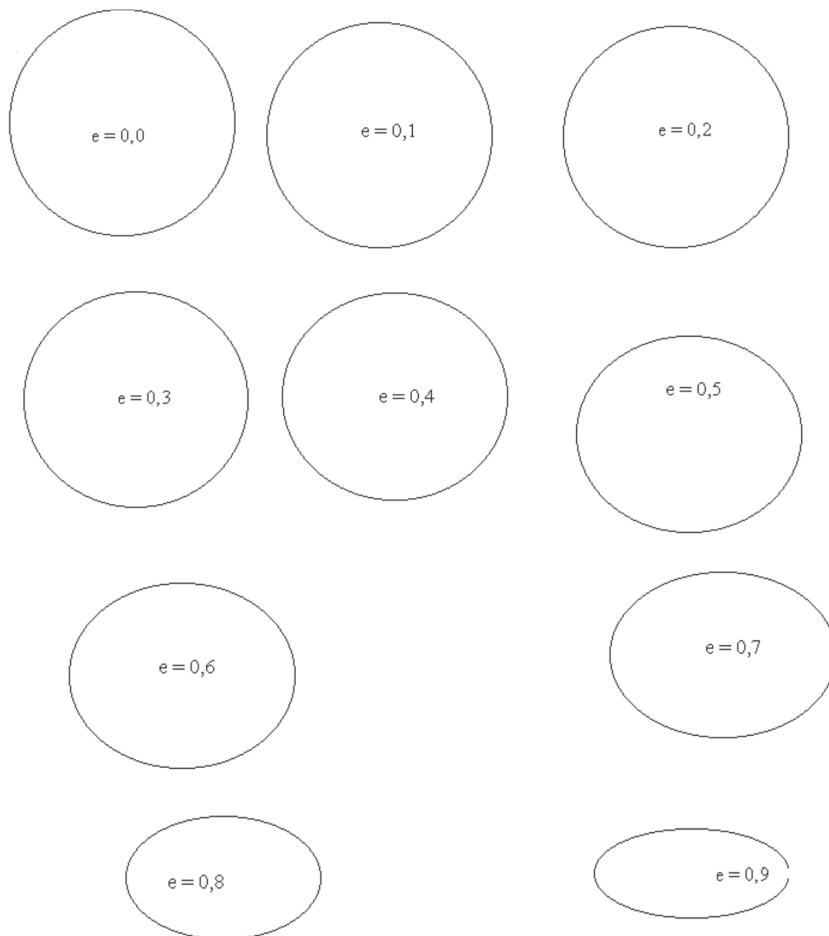 e = 0,0
e = 0,1
e = 0,2
e = 0,3
e = 0,4
e = 0,5
e = 0,6
e = 0,7
e = 0,8
e = 0,9